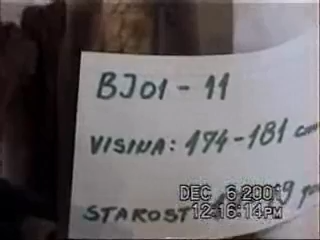 BJ01 - 11
VISINA: 174-181 cm
STAROST
DEC 6 200
12:16:14PM